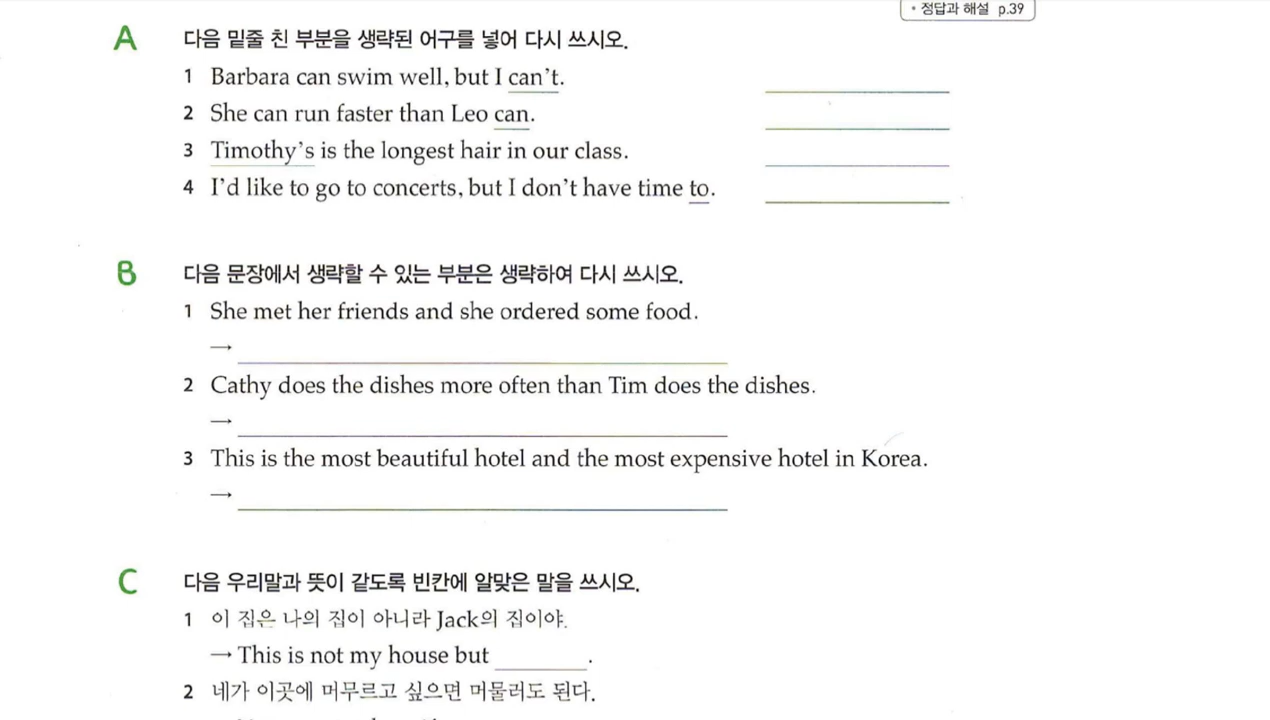 • 정답과 해설 p.39
A 다음 밑줄 친 부분을 생략된 어구를 넣어 다시 쓰시오.
1 Barbara can swim well, but I can't.
2 She can run faster than Leo can.
3 Timothy's is the longest hair in our class.
4 I'd like to go to concerts, but I don't have time to.
B 다음 문장에서 생략할 수 있는 부분은 생략하여 다시 쓰시오.
1 She met her friends and she ordered some food.
→
2 Cathy does the dishes more often than Tim does the dishes.
→
3 This is the most beautiful hotel and the most expensive hotel in Korea.
→
C 다음 우리말과 뜻이 같도록 빈칸에 알맞은 말을 쓰시오.
1 이 집은 나의 집이 아니라 Jack의 집이야.
→ This is not my house but ________.
2 네가 이곳에 머무르고 싶으면 머물러도 된다.